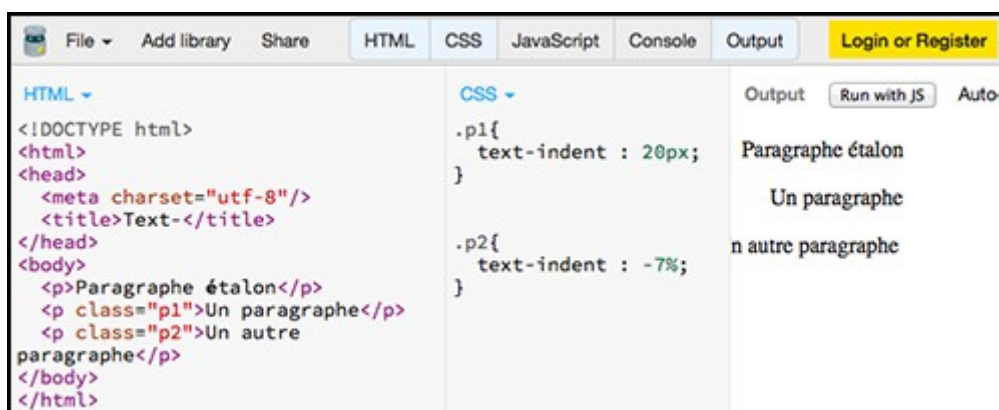 File Add library Share HTML CSS JavaScript Console Output Login or Register
HTML
<!DOCTYPE html>
<html>
<head>
<meta charset="utf-8"/>
<title>Text-</title>
</head>
<body>
<p>Paragraphe étalon</p>
<p class="p1">Un paragraphe</p>
<p class="p2">Un autre
paragraphe</p>
</body>
</html>
CSS
.p1{
text-indent : 20px;
}
.p2{
text-indent : -7%;
}
Output Run with JS Auto-
Paragraphe étalon
Un paragraphe
n autre paragraphe